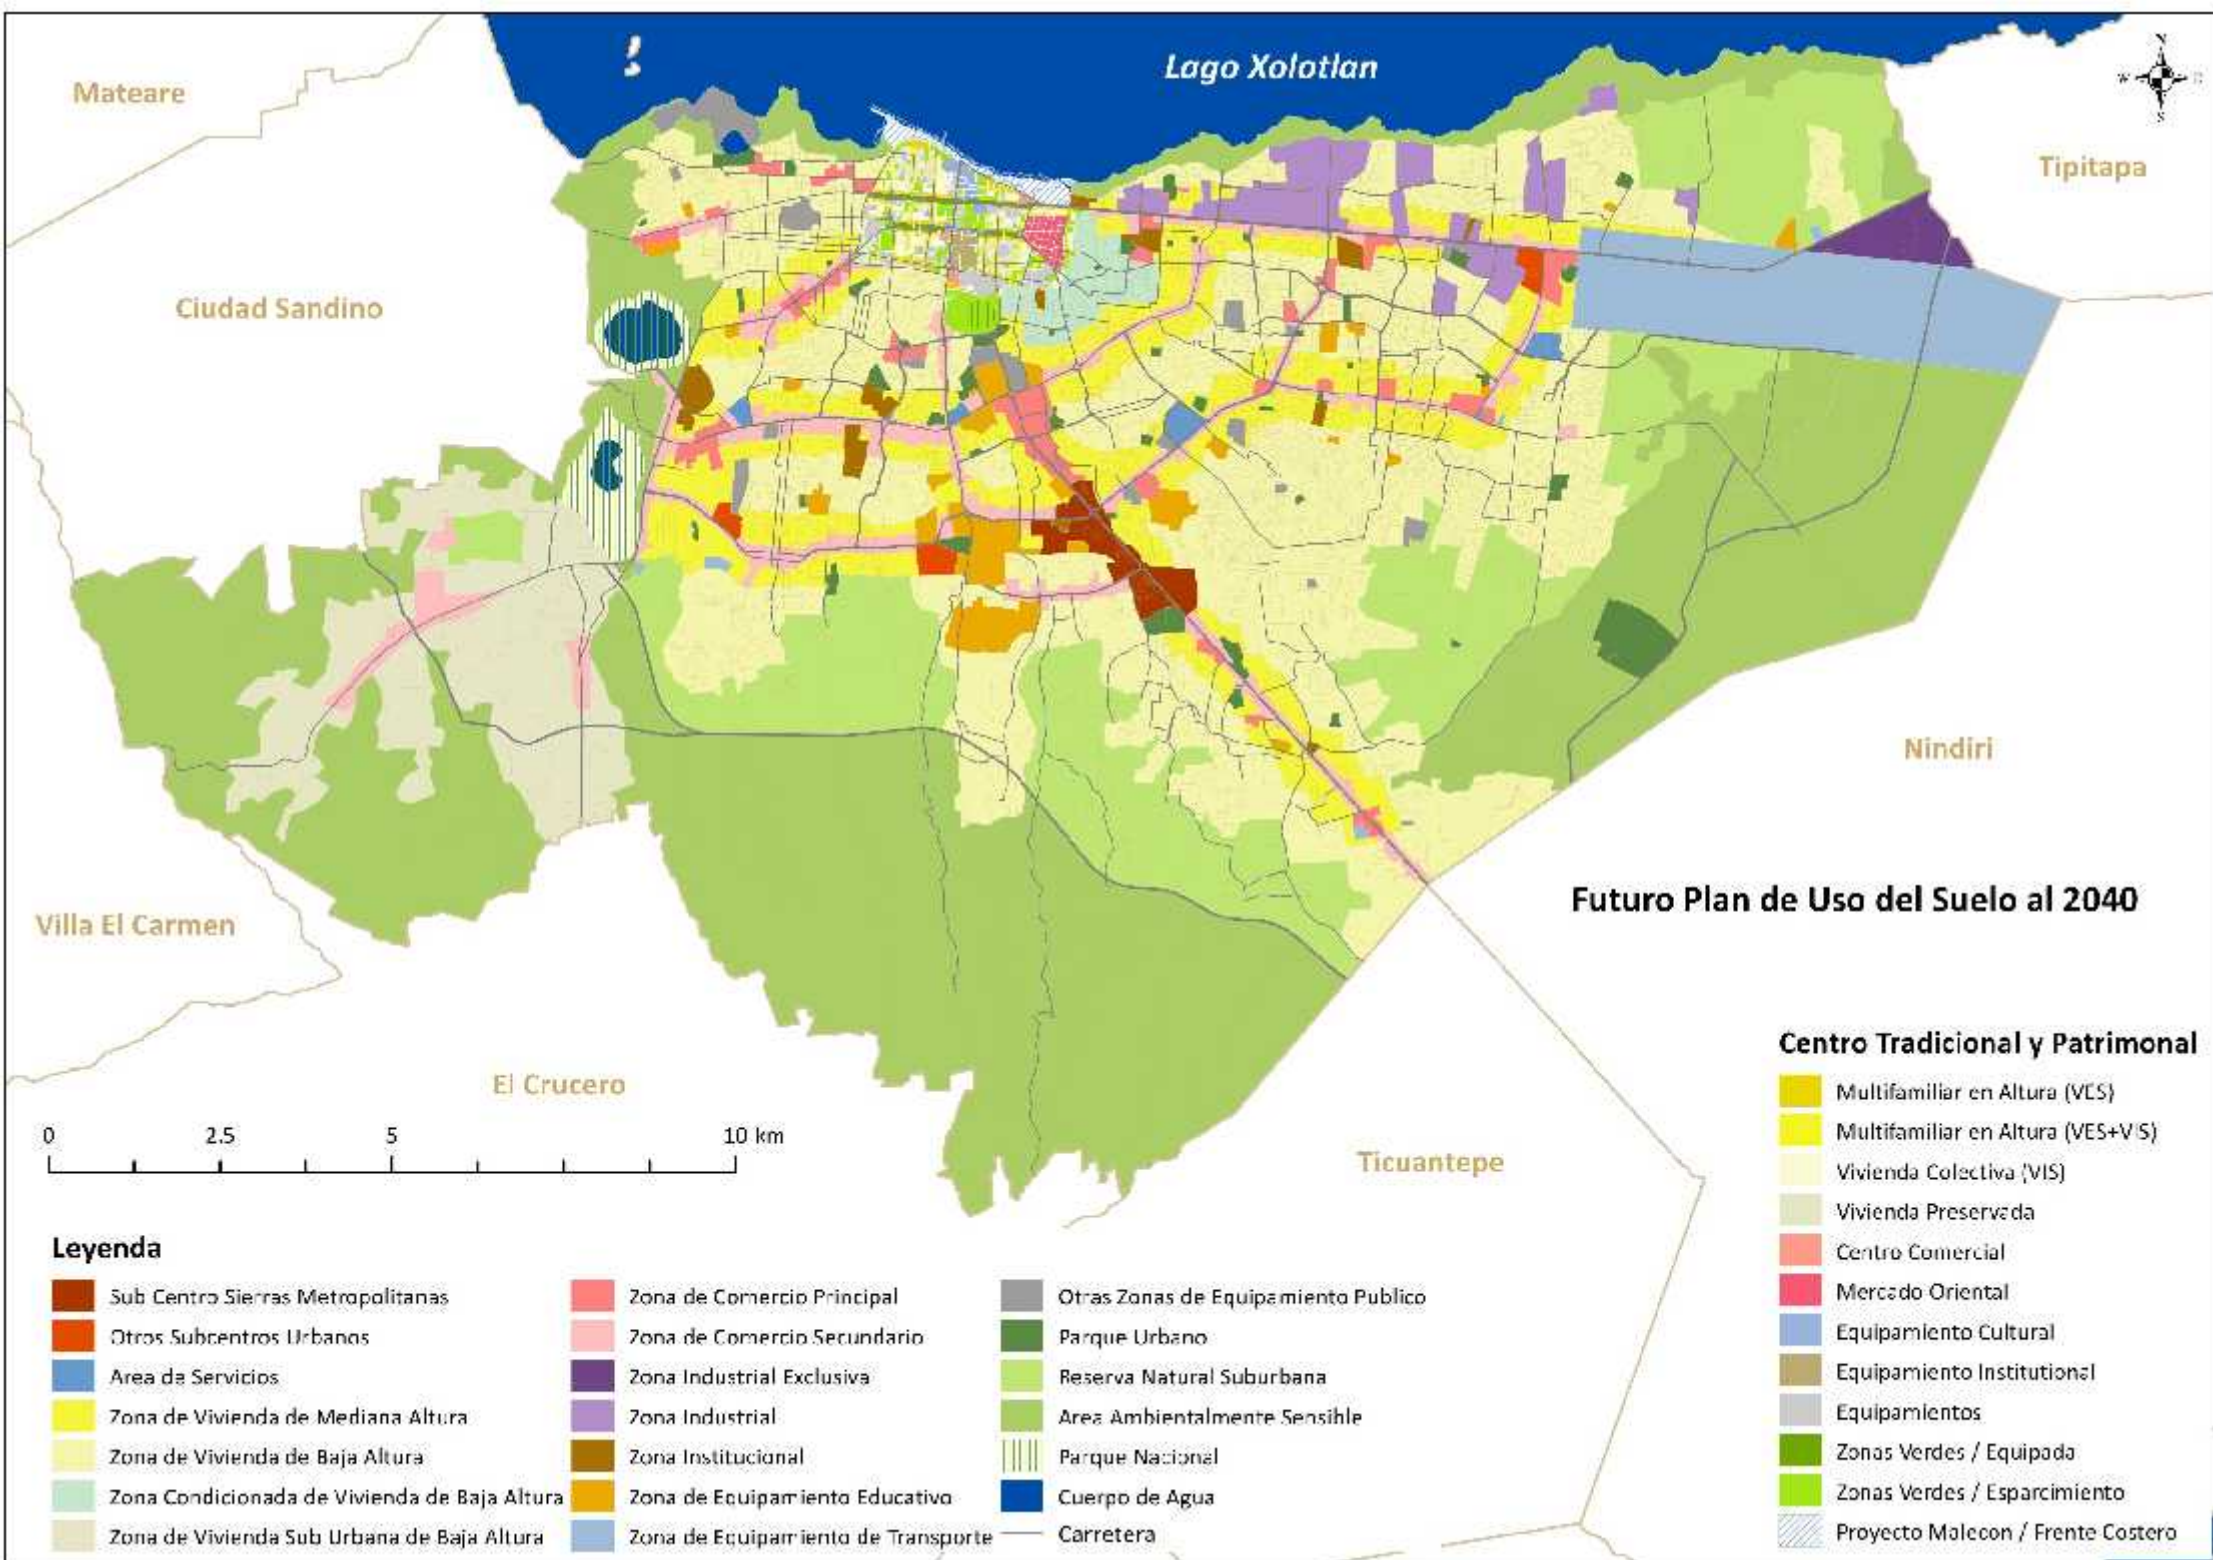 Lago Xolotlan
Mateare
N
W
S
Tipitapa
Ciudad Sandino
Nindiri
Futuro Plan de Uso del Suelo al 2040
Villa El Carmen
El Crucero
Ticuantepe
0 2.5 5 10 km
Leyenda
Sub Centro Sierras Metropolitanas
Otros Subcentros Urbanos
Area de Servicios
Zona de Vivienda de Mediana Altura
Zona de Vivienda de Baja Altura
Zona Condicionada de Vivienda de Baja Altura
Zona de Vivienda Sub Urbana de Baja Altura
Zona de Comercio Principal
Zona de Comercio Secundario
Zona Industrial Exclusiva
Zona Industrial
Zona Institucional
Zona de Equipamiento Educativo
Zona de Equipamiento de Transporte
Otras Zonas de Equipamiento Publico
Parque Urbano
Reserva Natural Suburbana
Area Ambientalmente Sensible
Parque Nacional
Cuerpo de Agua
Carretera
Centro Tradicional y Patrimonal
Multifamiliar en Altura (VES)
Multifamiliar en Altura (VES+VIS)
Vivienda Colectiva (VIS)
Vivienda Preservada
Centro Comercial
Mercado Oriental
Equipamiento Cultural
Equipamiento Institutional
Equipamientos
Zonas Verdes / Equipada
Zonas Verdes / Esparcimiento
Proyecto Malecon / Frente Costero